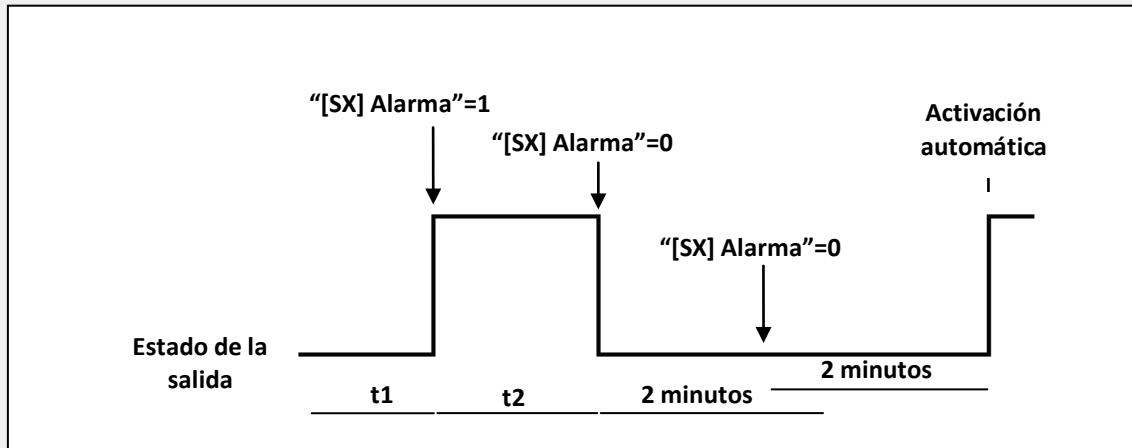 “[SX] Alarma”=1
“[SX] Alarma”=0
Activación
automática
“[SX] Alarma”=0
Estado de la
salida
t1
t2
2 minutos
2 minutos